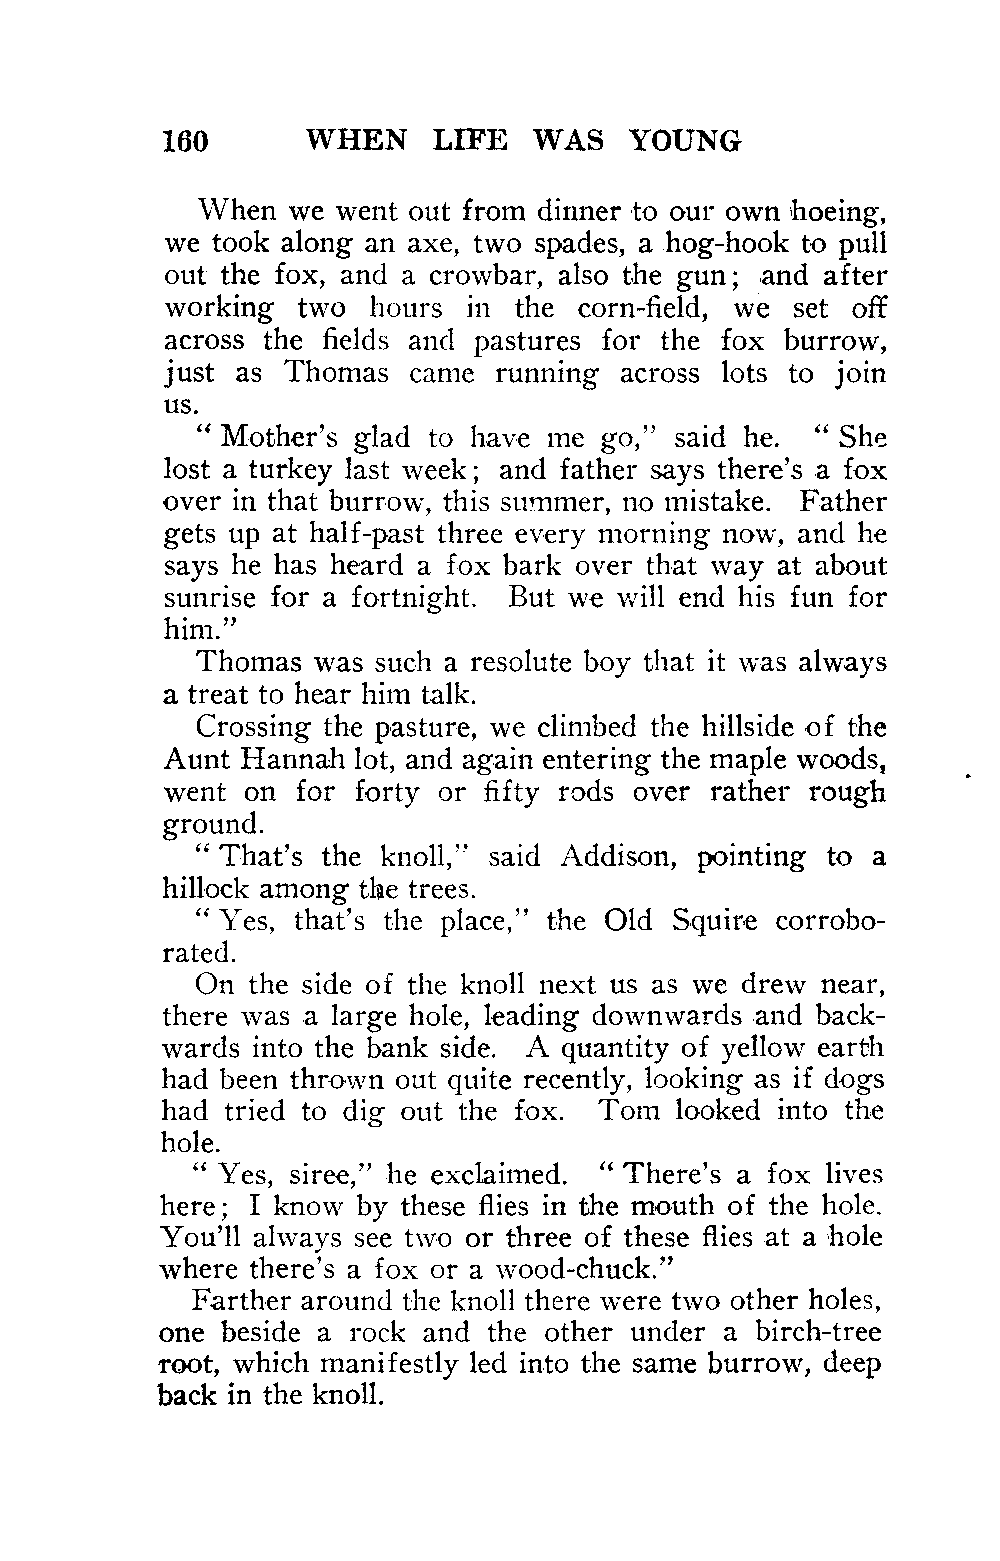 160 WHEN LIFE WAS YOUNG
When we went out from dinner to our own hoeing,
we took along an axe, two spades, a hog-hook to pull
out the fox, and a crowbar, also the gun; and after
working two hours in the corn-field, we set off
across the fields and pastures for the fox burrow,
just as Thomas came running across lots to join
us.
“ Mother’s glad to have me go,” said he. “ She
lost a turkey last week; and father says there’s a fox
over in that burrow, this summer, no mistake. Father
gets up at half-past three every morning now, and he
says he has heard a fox bark over that way at about
sunrise for a fortnight. But we will end his fun for
him.”
Thomas was such a resolute boy that it was always
a treat to hear him talk.
Crossing the pasture, we climbed the hillside of the
Aunt Hannah lot, and again entering the maple woods,
went on for forty or fifty rods over rather rough
ground.
“ That’s the knoll,” said Addison, pointing to a
hillock among the trees.
“ Yes, that’s the place,” the Old Squire corrobo-
rated.
On the side of the knoll next us as we drew near,
there was a large hole, leading downwards and back-
wards into the bank side. A quantity of yellow earth
had been thrown out quite recently, looking as if dogs
had tried to dig out the fox. Tom looked into the
hole.
“ Yes, siree,” he exclaimed. “ There’s a fox lives
here; I know by these flies in the mouth of the hole.
You’ll always see two or three of these flies at a hole
where there’s a fox or a wood-chuck.”
Farther around the knoll there were two other holes,
one beside a rock and the other under a birch-tree
root, which manifestly led into the same burrow, deep
back in the knoll.